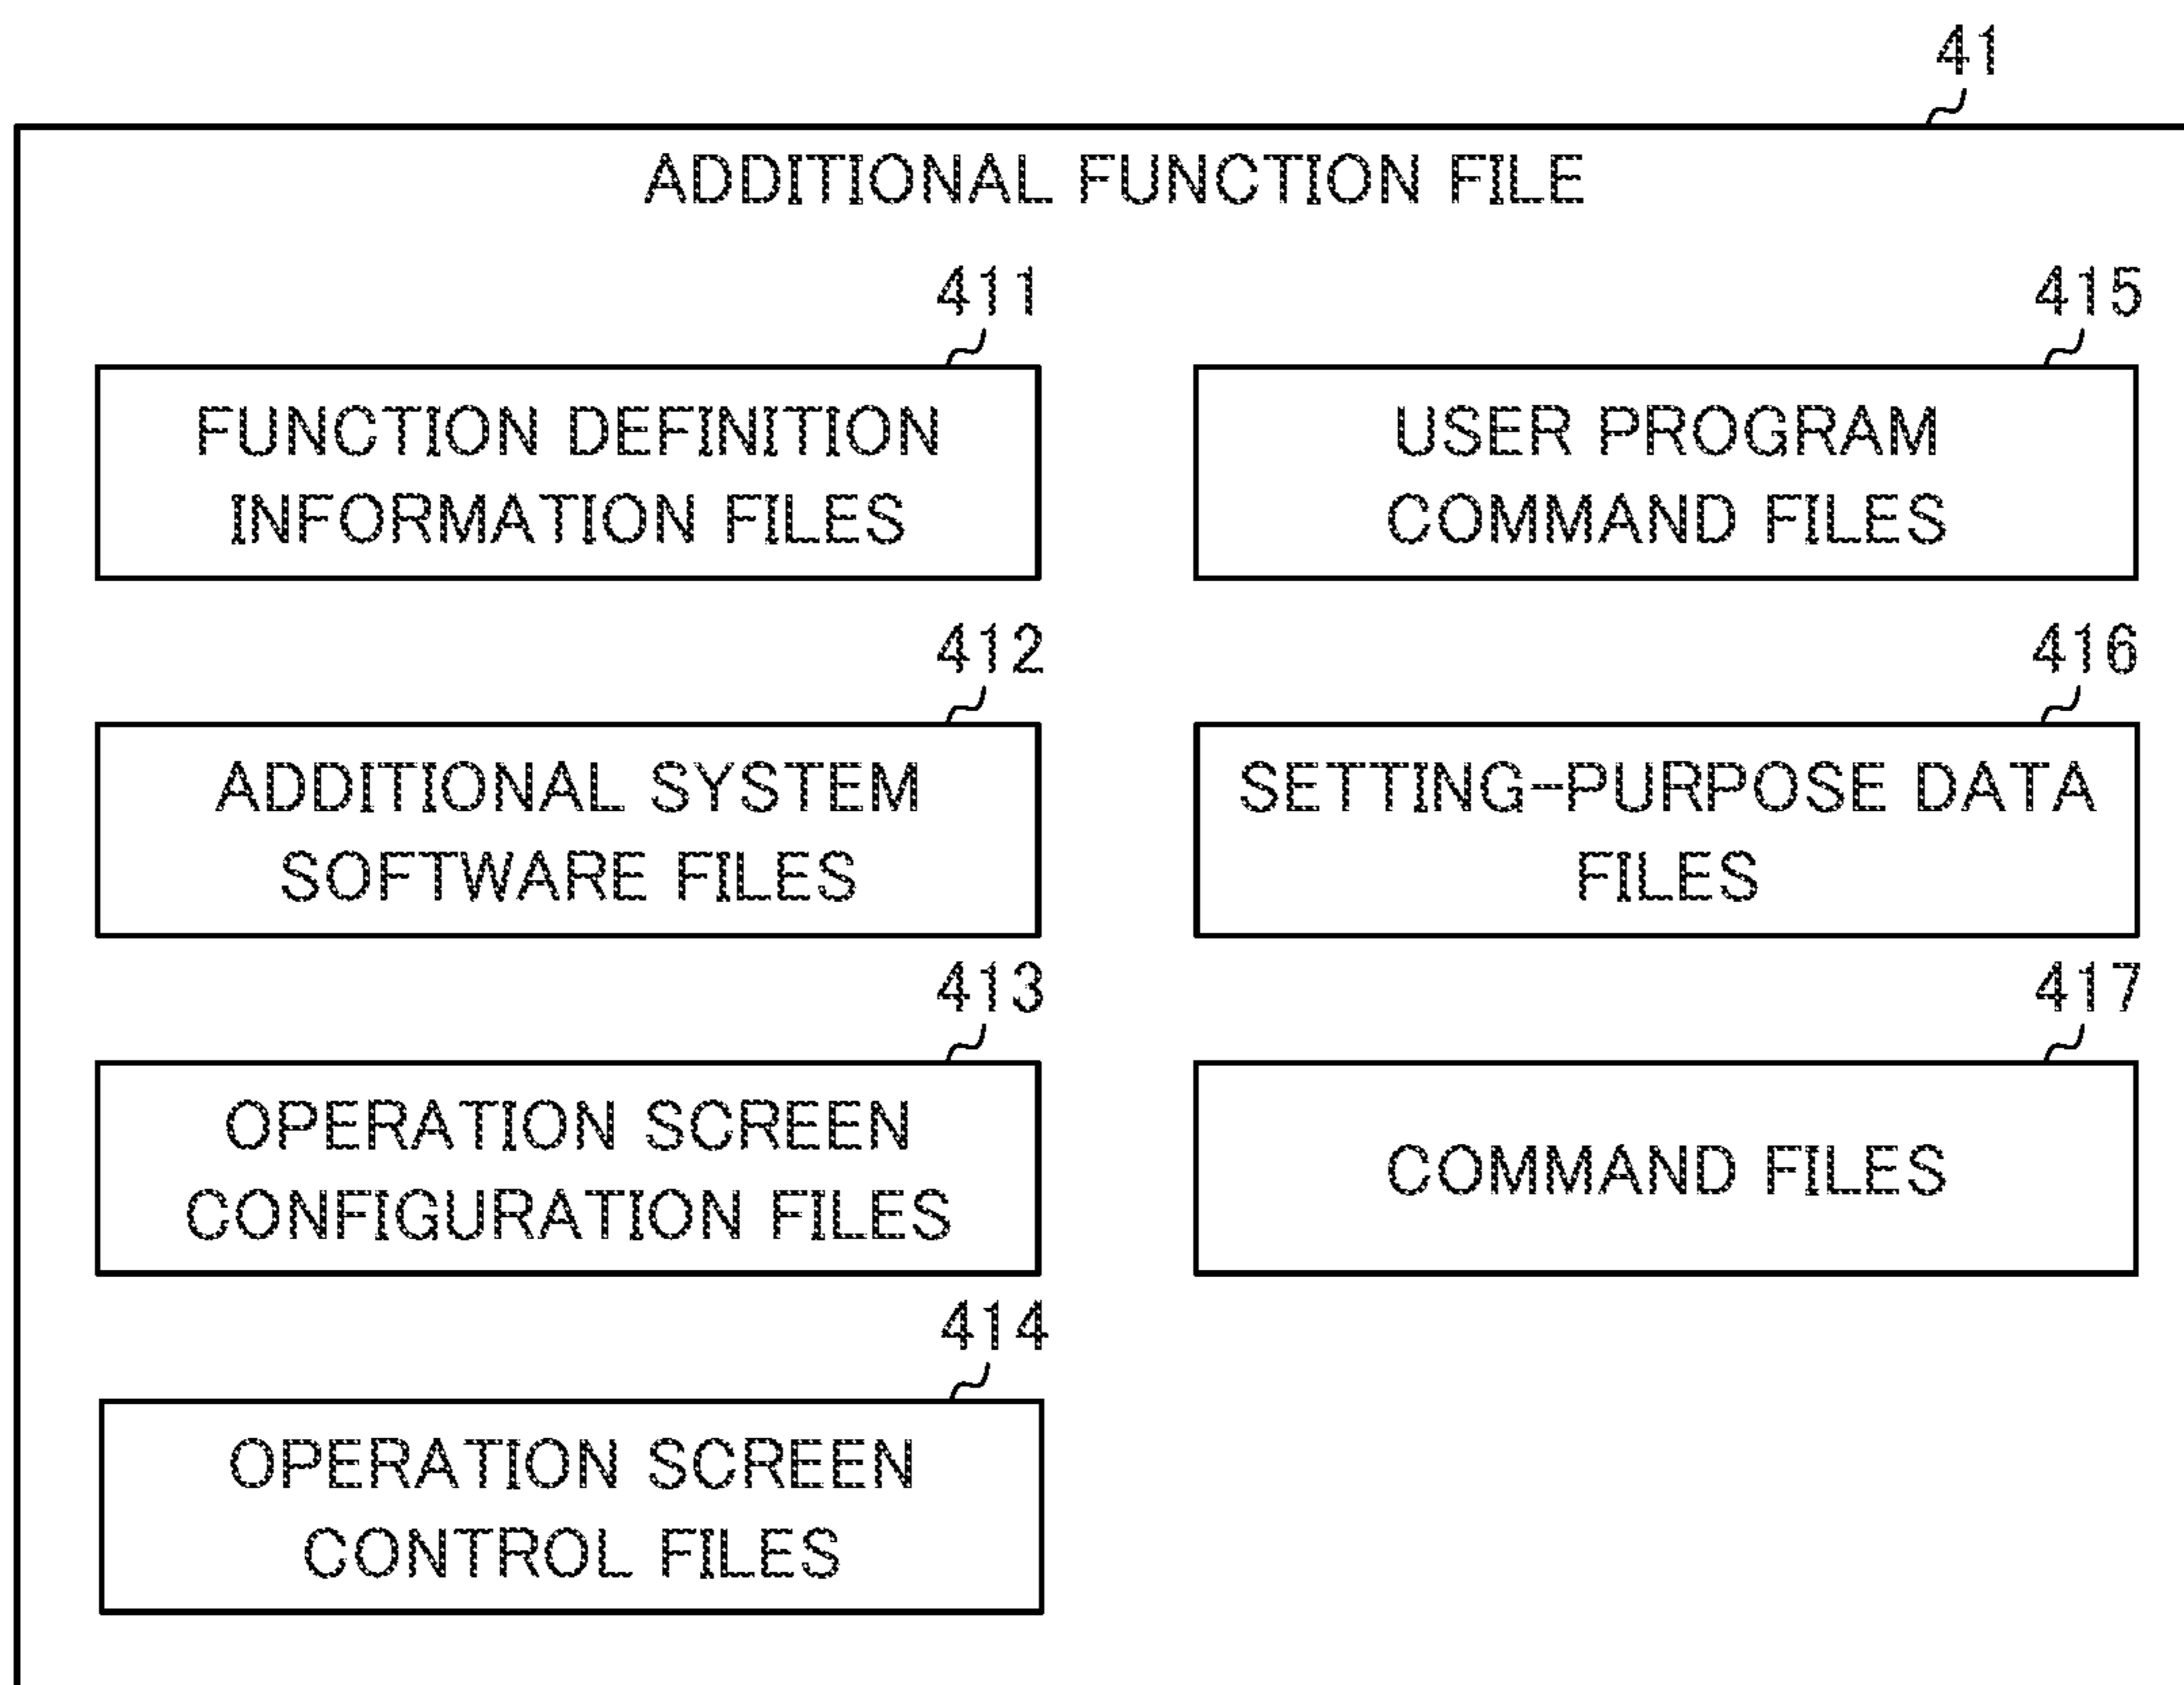 41
ADDITIONAL FUNCTION FILE
411
FUNCTION DEFINITION
INFORMATION FILES
412
ADDITIONAL SYSTEM
SOFTWARE FILES
413
OPERATION SCREEN
CONFIGURATION FILES
414
OPERATION SCREEN
CONTROL FILES
415
USER PROGRAM
COMMAND FILES
416
SETTING-PURPOSE DATA
FILES
417
COMMAND FILES